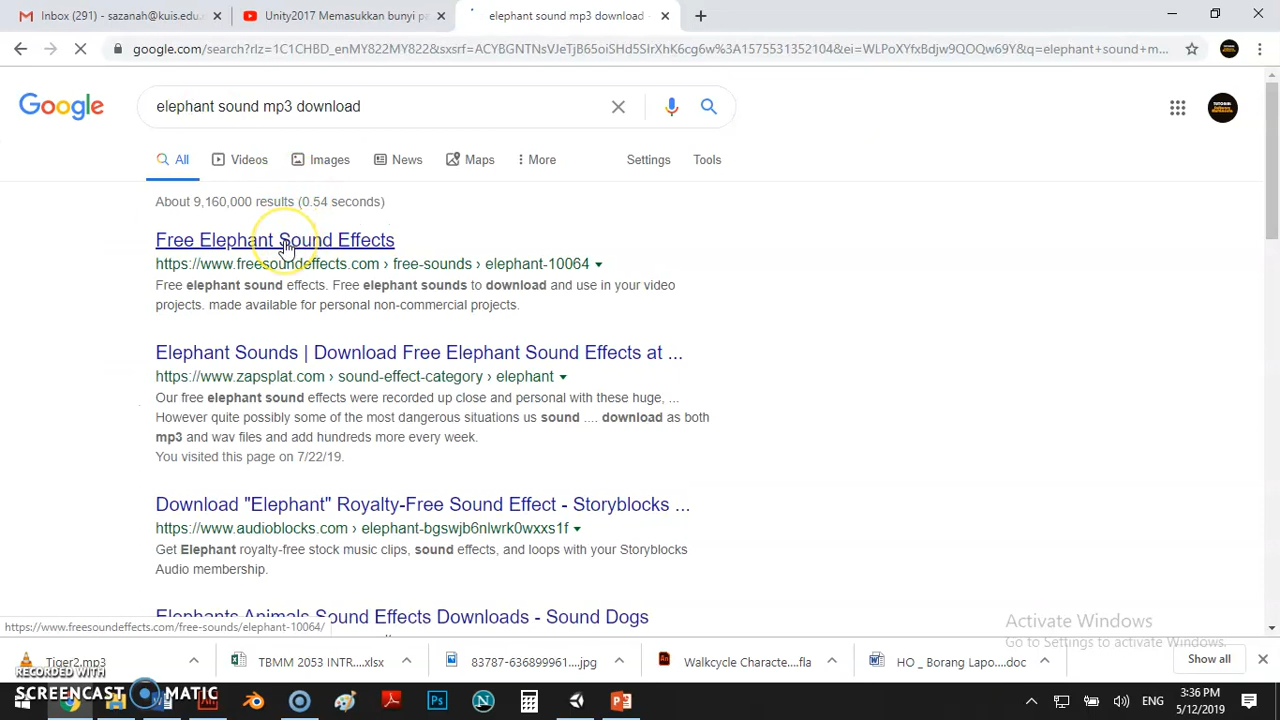 Inbox (291) - sazanah@kuis.edu.
Unity2017 Memasukkan bunyi pa
elephant sound mp3 download
google.com/search?rlz=1C1CHBD_enMY822MY822&sxsrf=
&q=elephant+sound+m...
Google
elephant sound mp3 download
All Videos Images News Maps More Settings Tools
About 9,160,000 results (0.54 seconds)
Free Elephant Sound Effects
https://www.freesoundeffects.com › free-sounds › elephant-10064
Free elephant sound effects. Free elephant sounds to download and use in your video
projects. made available for personal non-commercial projects.
Elephant Sounds | Download Free Elephant Sound Effects at ...
https://www.zapsplat.com › sound-effect-category › elephant
Our free elephant sound effects were recorded up close and personal with these huge, ...
However quite possibly some of the most dangerous situations us sound .... download as both
mp3 and wav files and add hundreds more every week.
You visited this page on 7/22/19.
Download "Elephant" Royalty-Free Sound Effect - Storyblocks ...
https://www.audioblocks.com › elephant-bgswjb6nlwrk0wxxs1f
Get Elephant royalty-free stock music clips, sound effects, and loops with your Storyblocks
Audio membership.
Elephants Animals Sound Effects Downloads - Sound Dogs
https://www.freesoundeffects.com/free-sounds/elephant-10064/
Activate Windows
Go to Settings to activate Windows.
Tiger2.mp3
TBMM 2053 INTR....xlsx
83787-636899961....jpg
Walkcycle Characte....fla
HO _ Borang Lapo....doc
Show all
RECORDED WITH
SCREENCAST MATIC
ENG
3:36 PM
5/12/2019